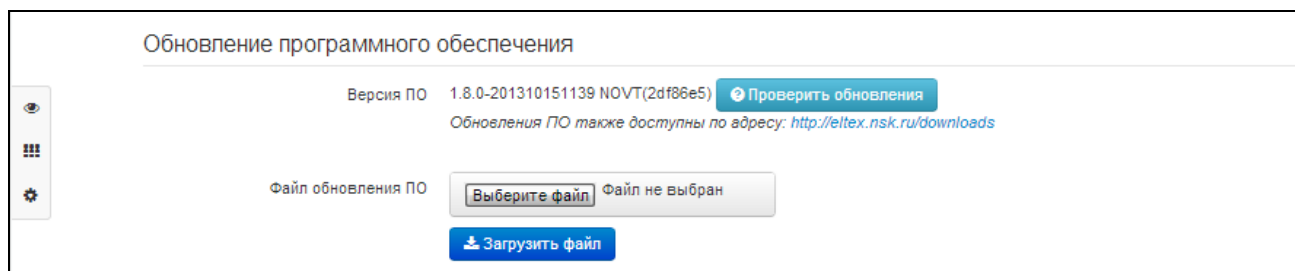 Обновление программного обеспечения
Версия ПО 1.8.0-201310151139 NOVT(2df86e5) Проверить обновления
Обновления ПО также доступны по адресу: http://eltex.nsk.ru/downloads
Файл обновления ПО Выберите файл Файл не выбран
Загрузить файл